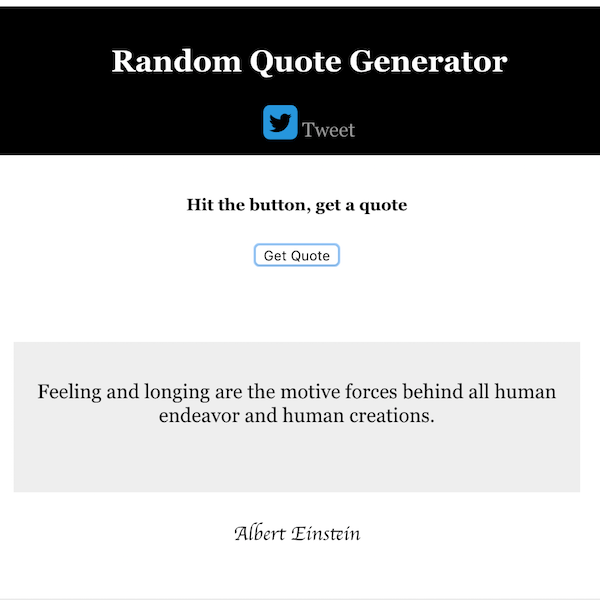 Random Quote Generator
Tweet
Hit the button, get a quote
Get Quote
Feeling and longing are the motive forces behind all human
endeavor and human creations.
Albert Einstein